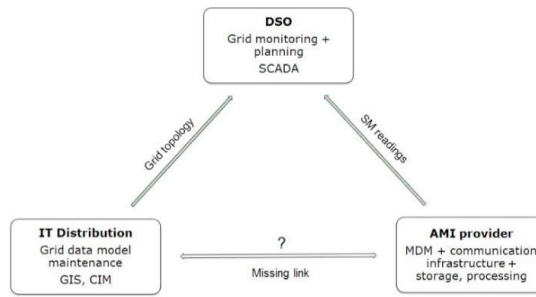 DSO
Grid monitoring +
planning
SCADA
Grid topology
SM readings
IT Distribution
Grid data model
maintenance
GIS, CIM
?
Missing link
AMI provider
MDM + communication
infrastructure +
storage, processing